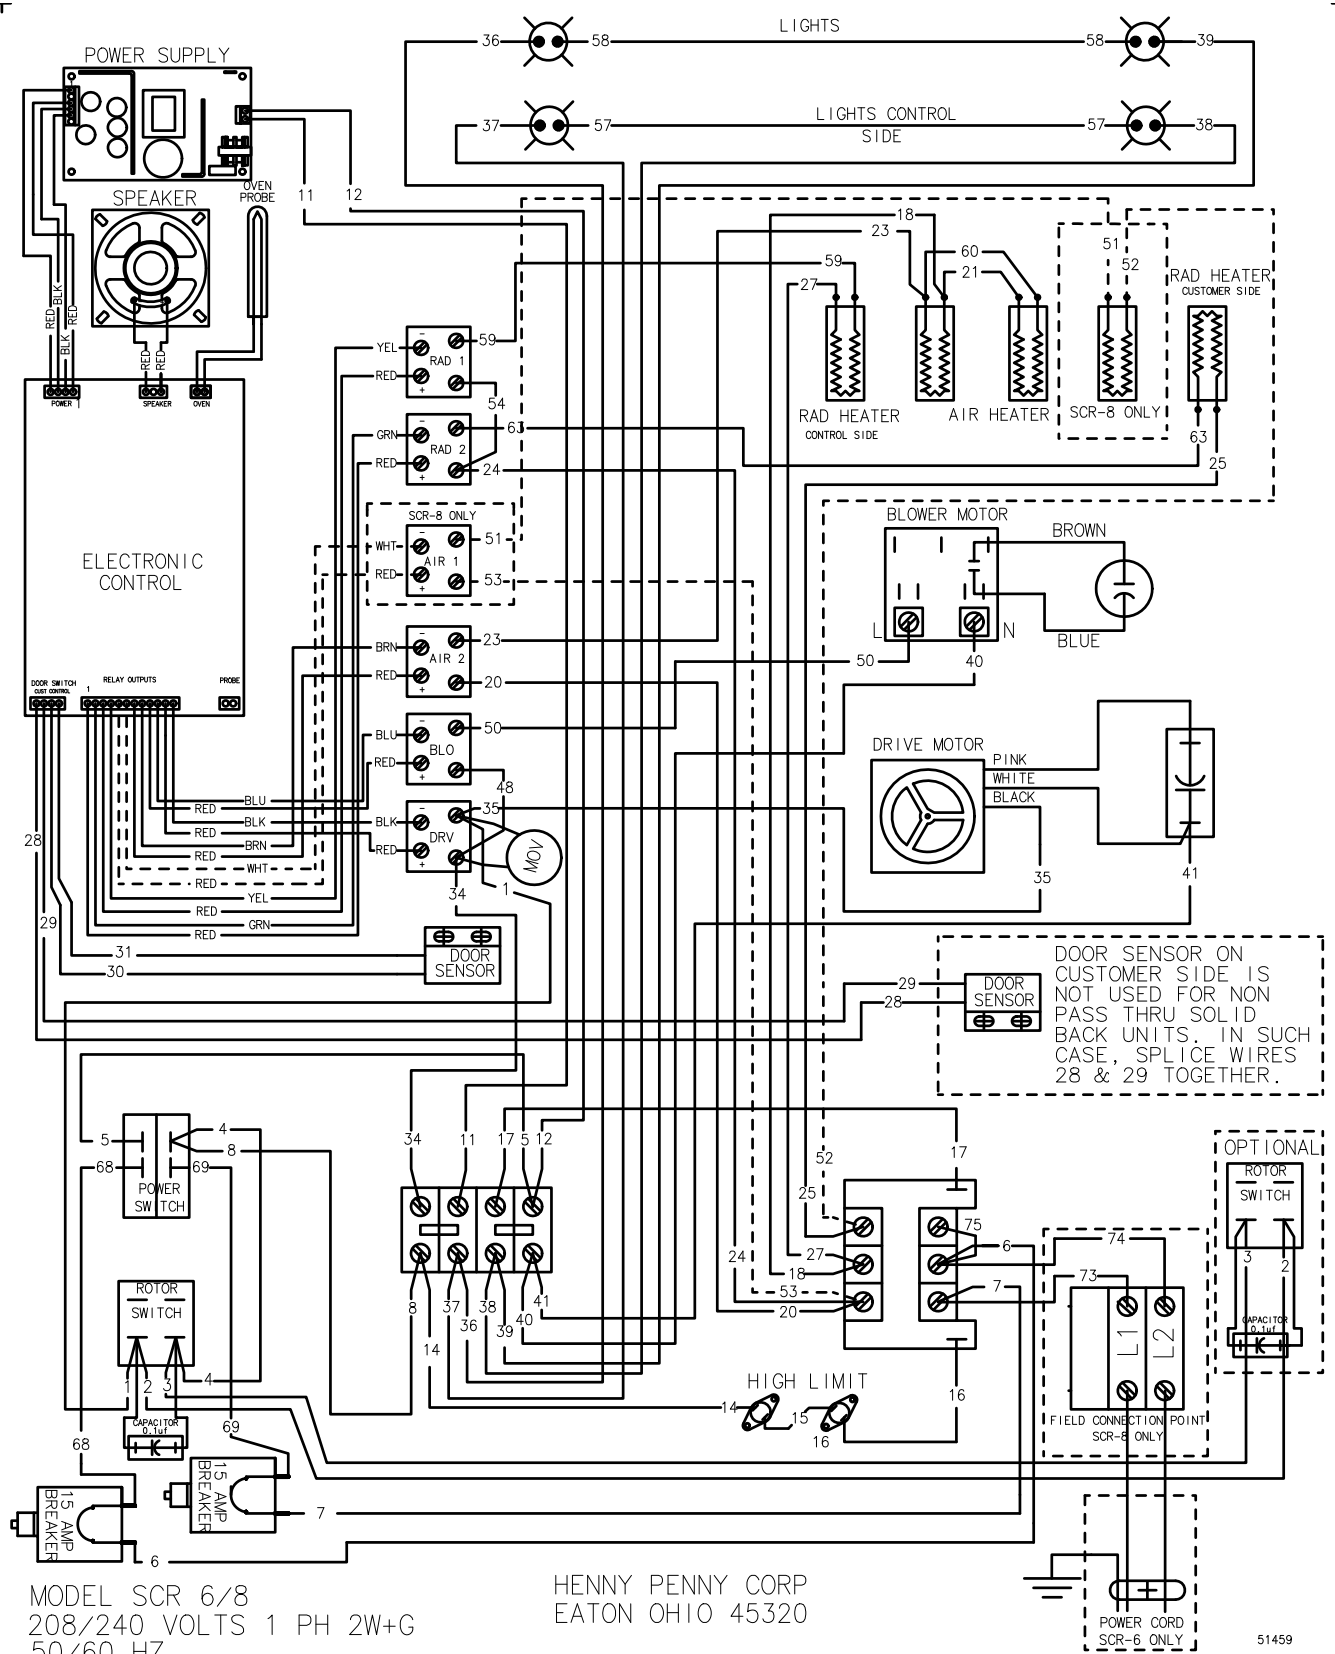 LIGHTS
36 58 58 39
POWER SUPPLY
37 57 LIGHTS CONTROL 57 38
SIDE
SPEAKER
OVEN
PROBE
11 12
18
23
51
60
59
21
52
27
RAD HEATER
CUSTOMER SIDE
RED
BLK
BLK
RED
RED
RED
YEL - RAD 1 59
RED +
54
POWER SPEAKER OVEN
RAD HEATER
CONTROL SIDE
AIR HEATER
SCR-8 ONLY
GRN - RAD 2 63
RED + 24
63
25
SCR-8 ONLY
WHT - AIR 1 51
RED + 53
BLOWER MOTOR
BROWN
BLUE
L N
50 40
ELECTRONIC
CONTROL
BRN - AIR 2 23
RED + 20
DOOR SWITCH
CUST CONTROL
RELAY OUTPUTS
1
PROBE
BLU - BLO 50
RED + 48
DRIVE MOTOR
PINK
WHITE
BLACK
35
41
BLU
RED
BLK
RED
BRN
RED
WHT
RED
YEL
RED
GRN
RED
BLK - DRV 35
RED +
MOV
34 1
28
29
31
30
DOOR
SENSOR
29
28
DOOR
SENSOR
DOOR SENSOR ON
CUSTOMER SIDE IS
NOT USED FOR NON
PASS THRU SOLID
BACK UNITS. IN SUCH
CASE, SPLICE WIRES
28 & 29 TOGETHER.
5 4
8
68 69
POWER
SWITCH
34 11 17 5 12
17
52
25
OPTIONAL
ROTOR
SWITCH
3 2
CAPACITOR
0.1uf
75
6
74
27
18
24
53
20
7
73
L1 L2
FIELD CONNECTION POINT
SCR-8 ONLY
8 37 38 41
36 39 40
14
ROTOR
SWITCH
1 2 3 4
CAPACITOR
0.1uf
HIGH LIMIT
14 15 16
16
68
69
15 AMP
BREAKER
15 AMP
BREAKER
7
6
MODEL SCR 6/8
208/240 VOLTS 1 PH 2W+G
50/60 HZ
HENNY PENNY CORP
EATON OHIO 45320
POWER CORD
SCR-6 ONLY
51459